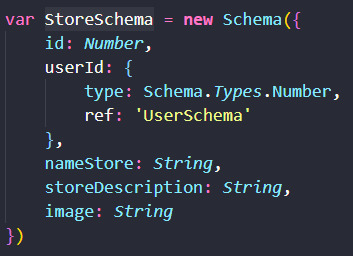 var StoreSchema = new Schema({
    id: Number,
    userId: {
        type: Schema.Types.Number,
        ref: 'UserSchema'
    },
    nameStore: String,
    storeDescription: String,
    image: String
})